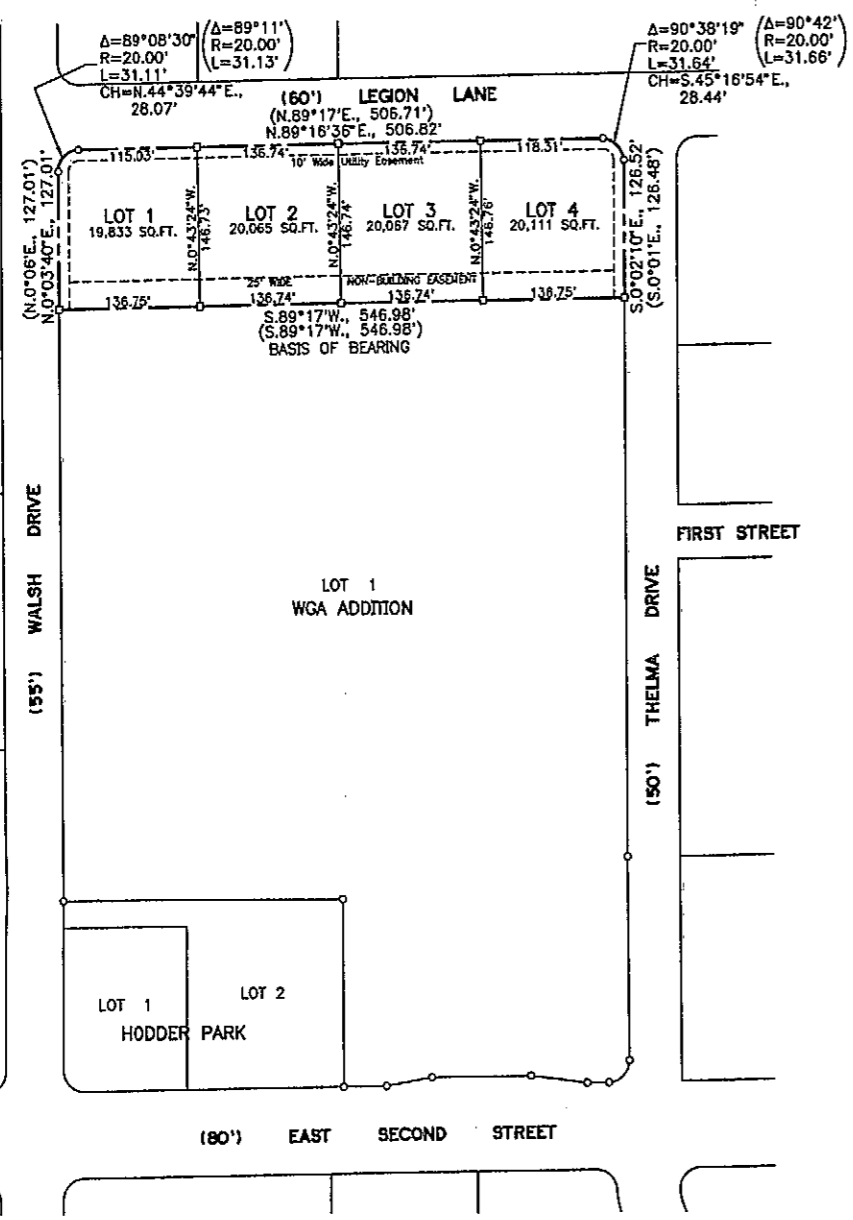 Δ=89°08'30" (Δ=89°11')
R=20.00' (R=20.00')
L=31.11' (L=31.13')
CH=N.44°39'44"E.,
28.07'
Δ=90°38'19" (Δ=90°42')
R=20.00' (R=20.00')
L=31.64' (L=31.66')
CH=S.45°16'54"E.,
28.44'
(60') LEGION LANE
(N.89°17'E., 506.71')
N.89°16'36"E., 506.82'
115.03' 136.74' 136.74' 118.31'
10' Wide Utility Easement
(N.0°06'E., 127.01')
N.0°03'40"E., 127.01'
LOT 1
19,833 SQ.FT.
N.0°43'24"W.
146.73'
LOT 2
20,065 SQ.FT.
N.0°43'24"W.
146.74'
LOT 3
20,067 SQ.FT.
N.0°43'24"W.
146.76'
LOT 4
20,111 SQ.FT.
S.0°02'10"E., 126.52'
(S.0°01'E., 126.48')
25' WIDE NON-BUILDING EASEMENT
136.75' 136.74' 136.74' 136.75'
S.89°17'W., 546.98'
(S.89°17'W., 546.98')
BASIS OF BEARING
(55') WALSH DRIVE
FIRST STREET
LOT 1
WGA ADDITION
(50') THELMA DRIVE
LOT 1
LOT 2
HODDER PARK
(80') EAST SECOND STREET